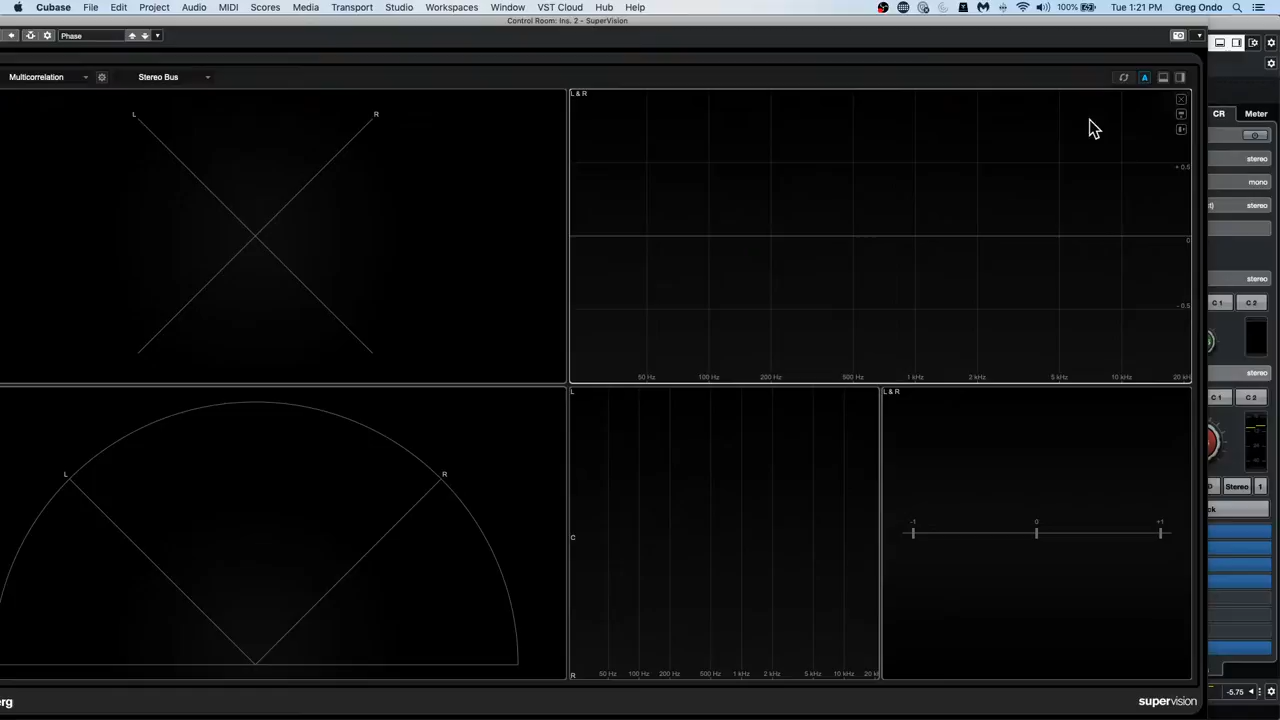 Cubase File Edit Project Audio MIDI Scores Media Transport Studio Workspaces Window VST Cloud Hub Help 100% Tue 1:21 PM Greg Ondo
Control Room: Ins. 2 - SuperVision
Phase
Multicorrelation Stereo Bus A
CR Meter
L R
L & R
+ 0.5
0
- 0.5
50 Hz 100 Hz 200 Hz 500 Hz 1 kHz 2 kHz 5 kHz 10 kHz 20 kHz
stereo
mono
stereo
stereo
C 1 C 2
stereo
C 1 C 2
Stereo 1
ck
L R
L
C
R
50 Hz 100 Hz 200 Hz 500 Hz 1 kHz 2 kHz 5 kHz 10 kHz 20 k
L & R
-1 0 +1
-5.75
erg
supervision